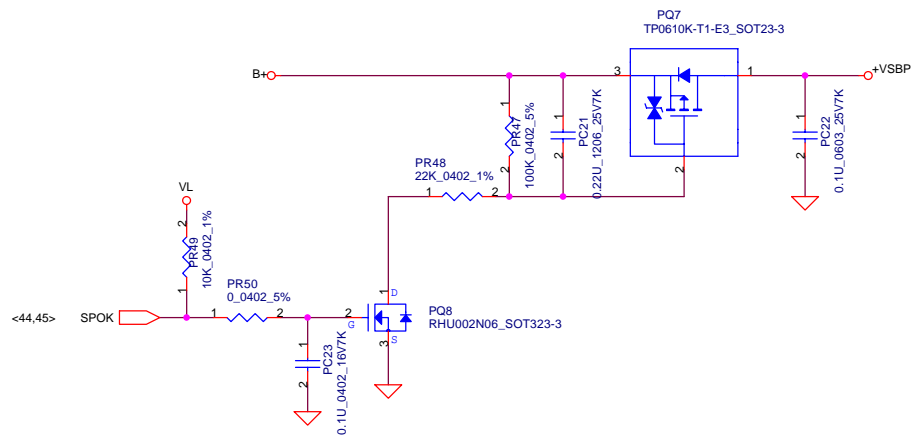 PQ7
TP0610K-T1-E3_SOT23-3
B+
3
1
+VSBP
1
2
PR47
100K_0402_5%
1
2
PC21
0.22U_1206_25V7K
2
1
2
PC22
0.1U_0603_25V7K
PR48
22K_0402_1%
1
2
VL
2
1
PR49
10K_0402_1%
PR50
0_0402_5%
<44,45>
SPOK
1
2
2
G
1
D
S
3
PQ8
RHU002N06_SOT323-3
1
2
PC23
0.1U_0402_16V7K